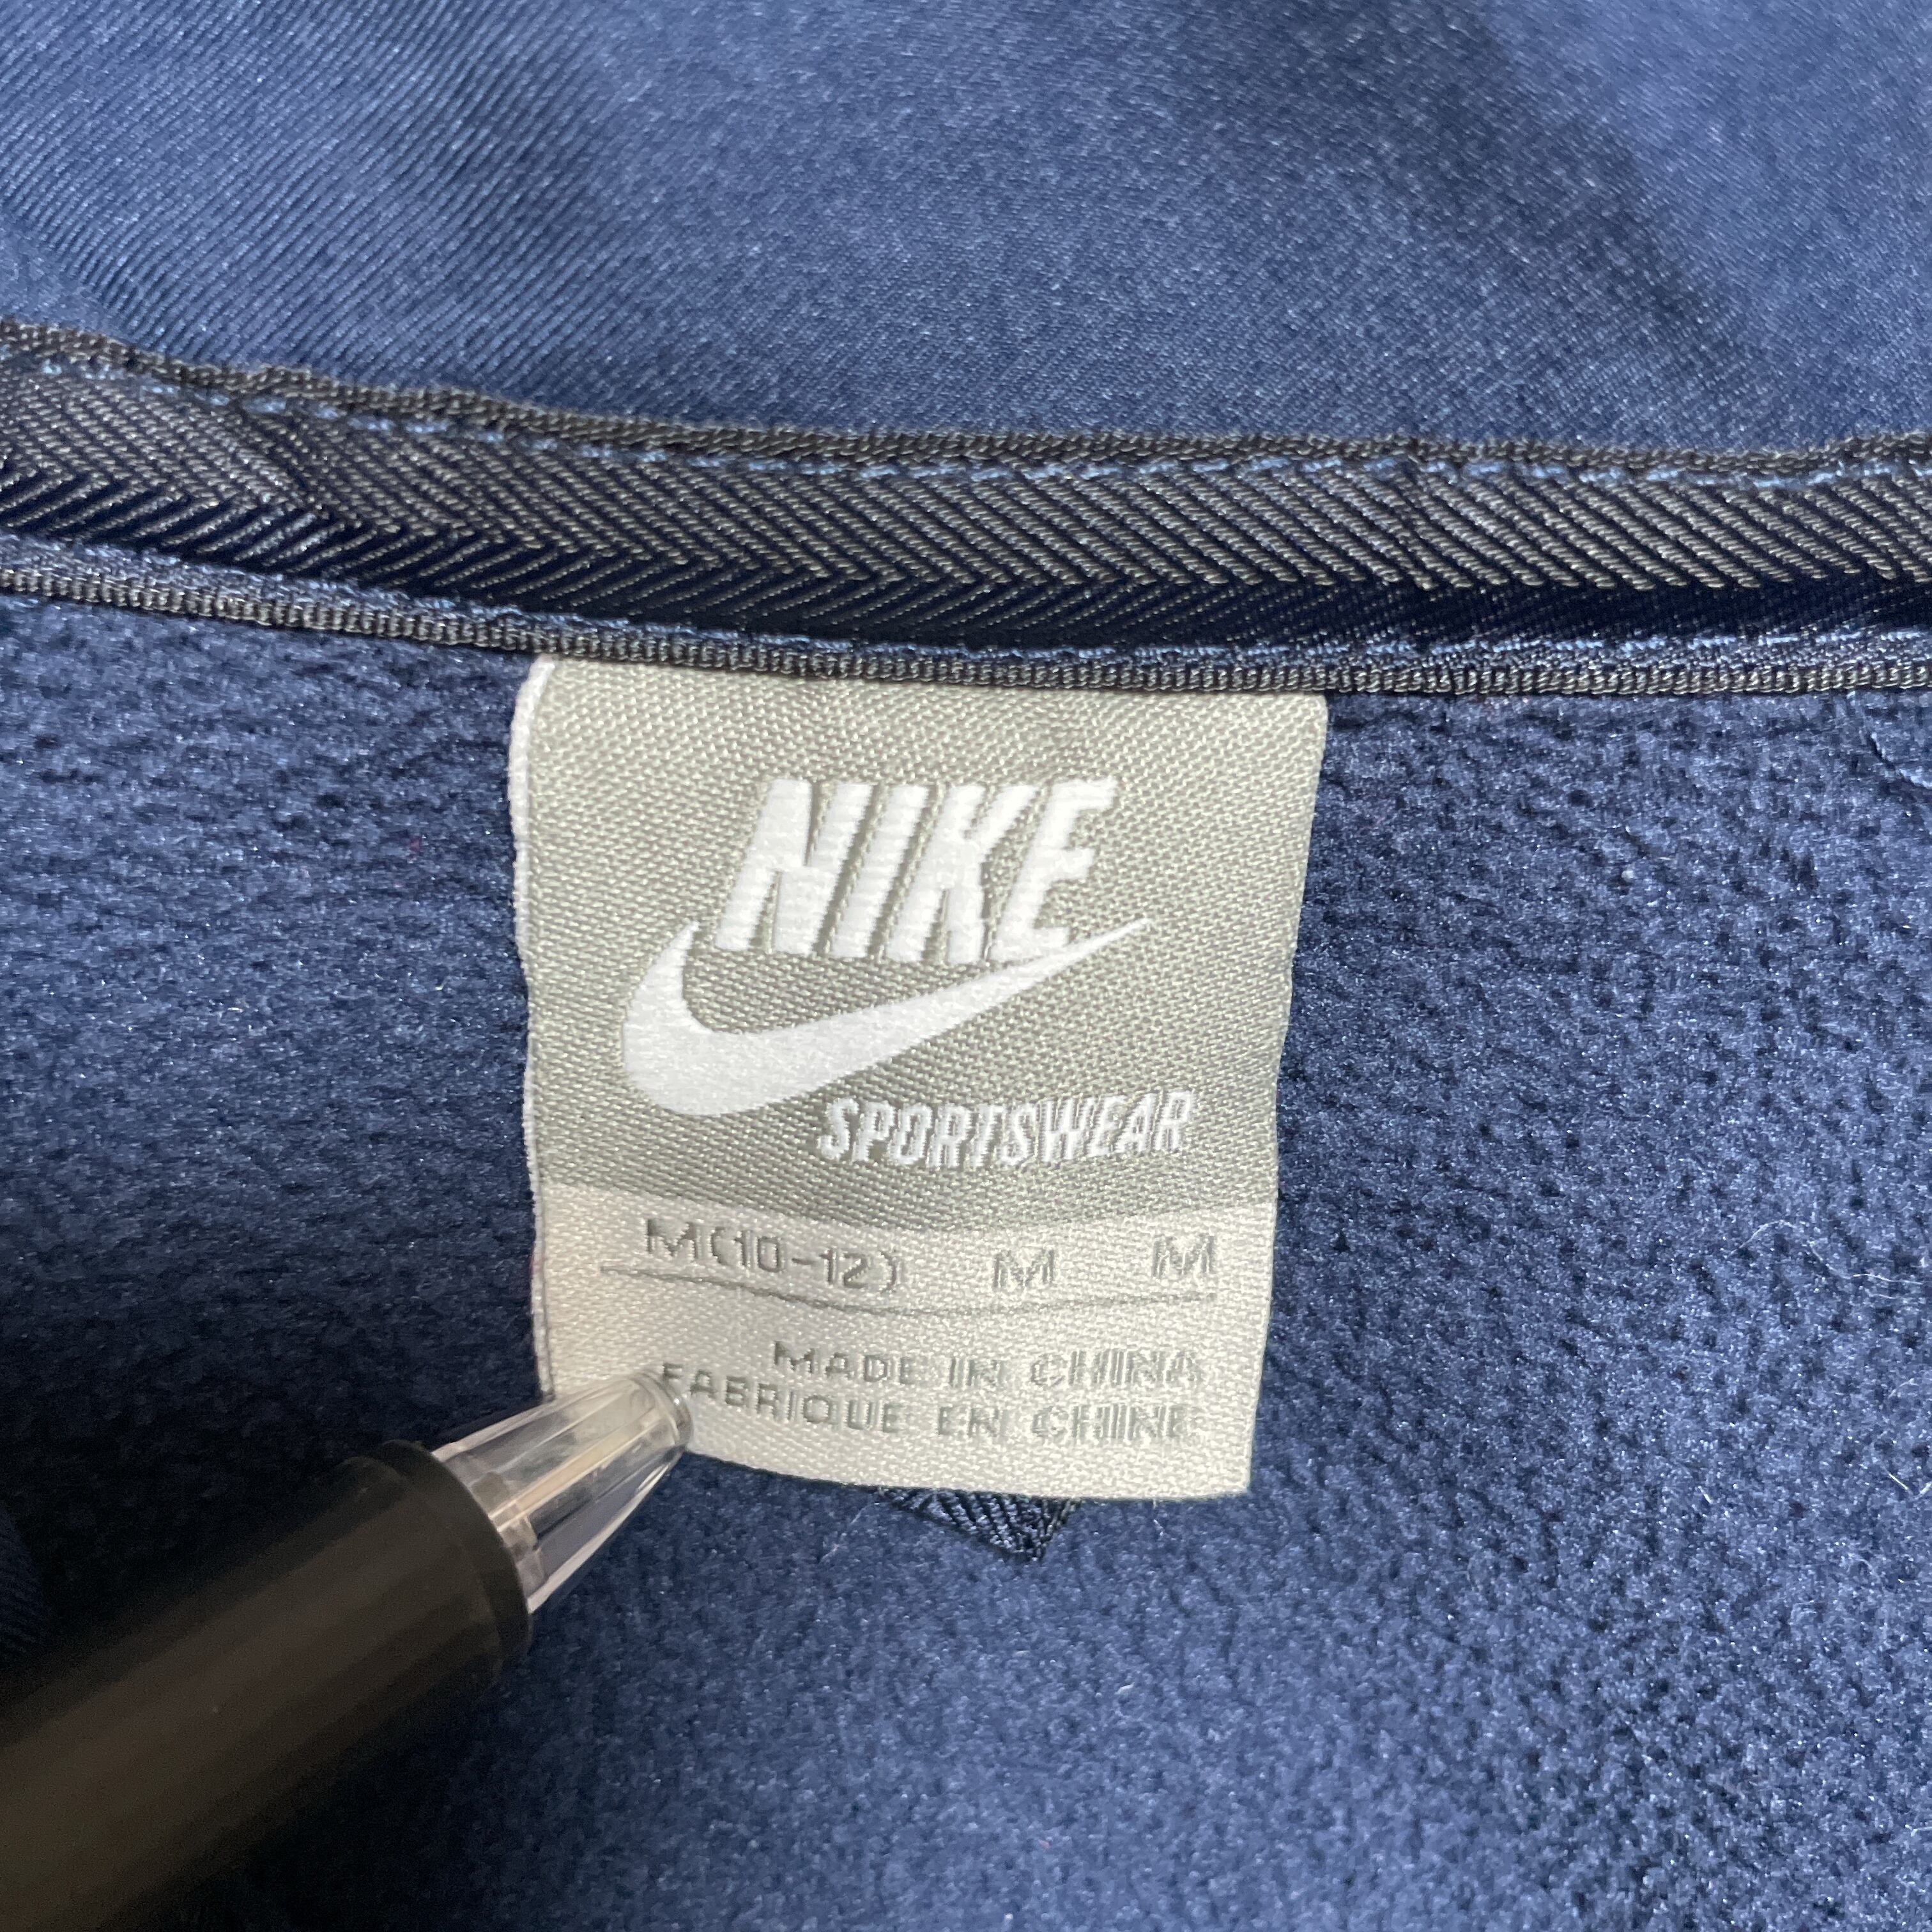 NIKE
SPORTSWEAR
M(10-12) M M
MADE IN CHINA
FABRIQUE EN CHINE